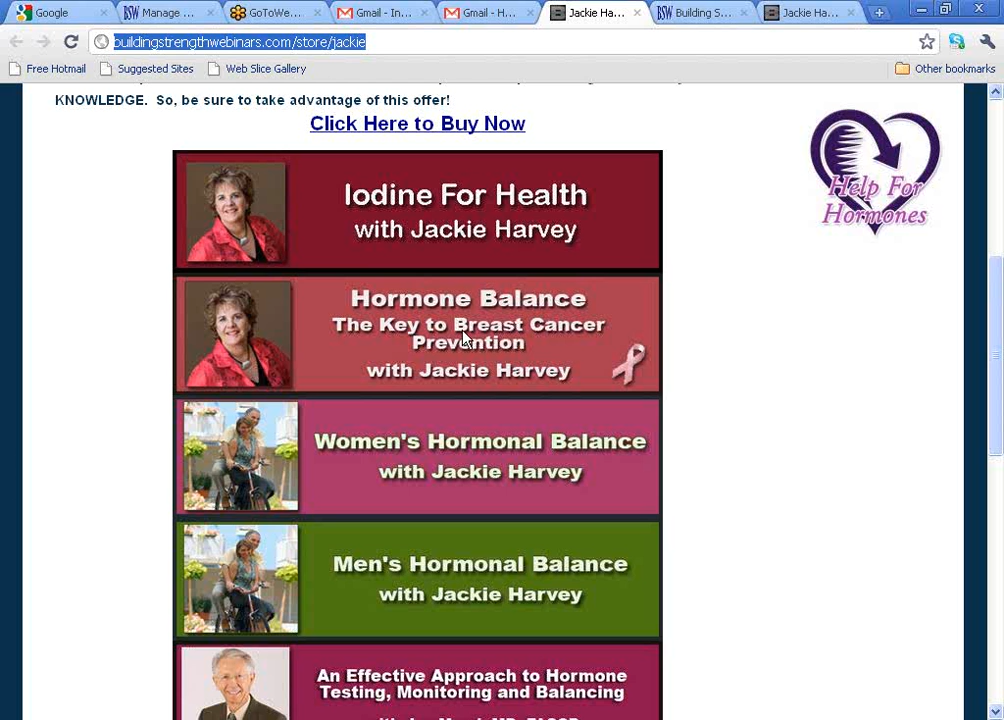 Google
BSW Manage ...
GoToWe...
Gmail - In...
Gmail - H...
Jackie Ha...
BSW Building S...
Jackie Ha...
buildingstrengthwebinars.com/store/jackie
Free Hotmail
Suggested Sites
Web Slice Gallery
Other bookmarks
KNOWLEDGE. So, be sure to take advantage of this offer!
Click Here to Buy Now
Help For
Hormones
Iodine For Health
with Jackie Harvey
Hormone Balance
The Key to Breast Cancer
Prevention
with Jackie Harvey
Women's Hormonal Balance
with Jackie Harvey
Men's Hormonal Balance
with Jackie Harvey
An Effective Approach to Hormone
Testing, Monitoring and Balancing